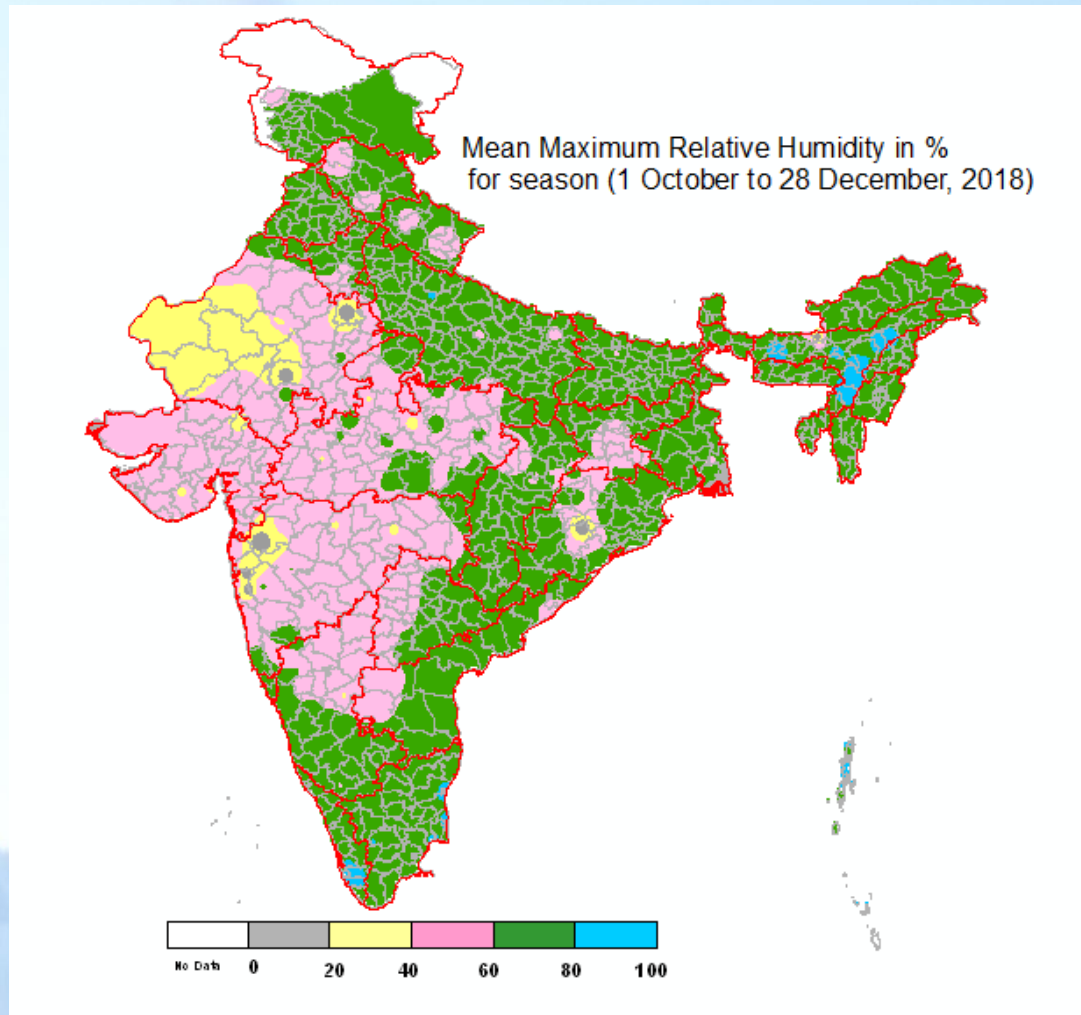 Mean Maximum Relative Humidity in %
for season (1 October to 28 December, 2018)
No Data 0 20 40 60 80 100